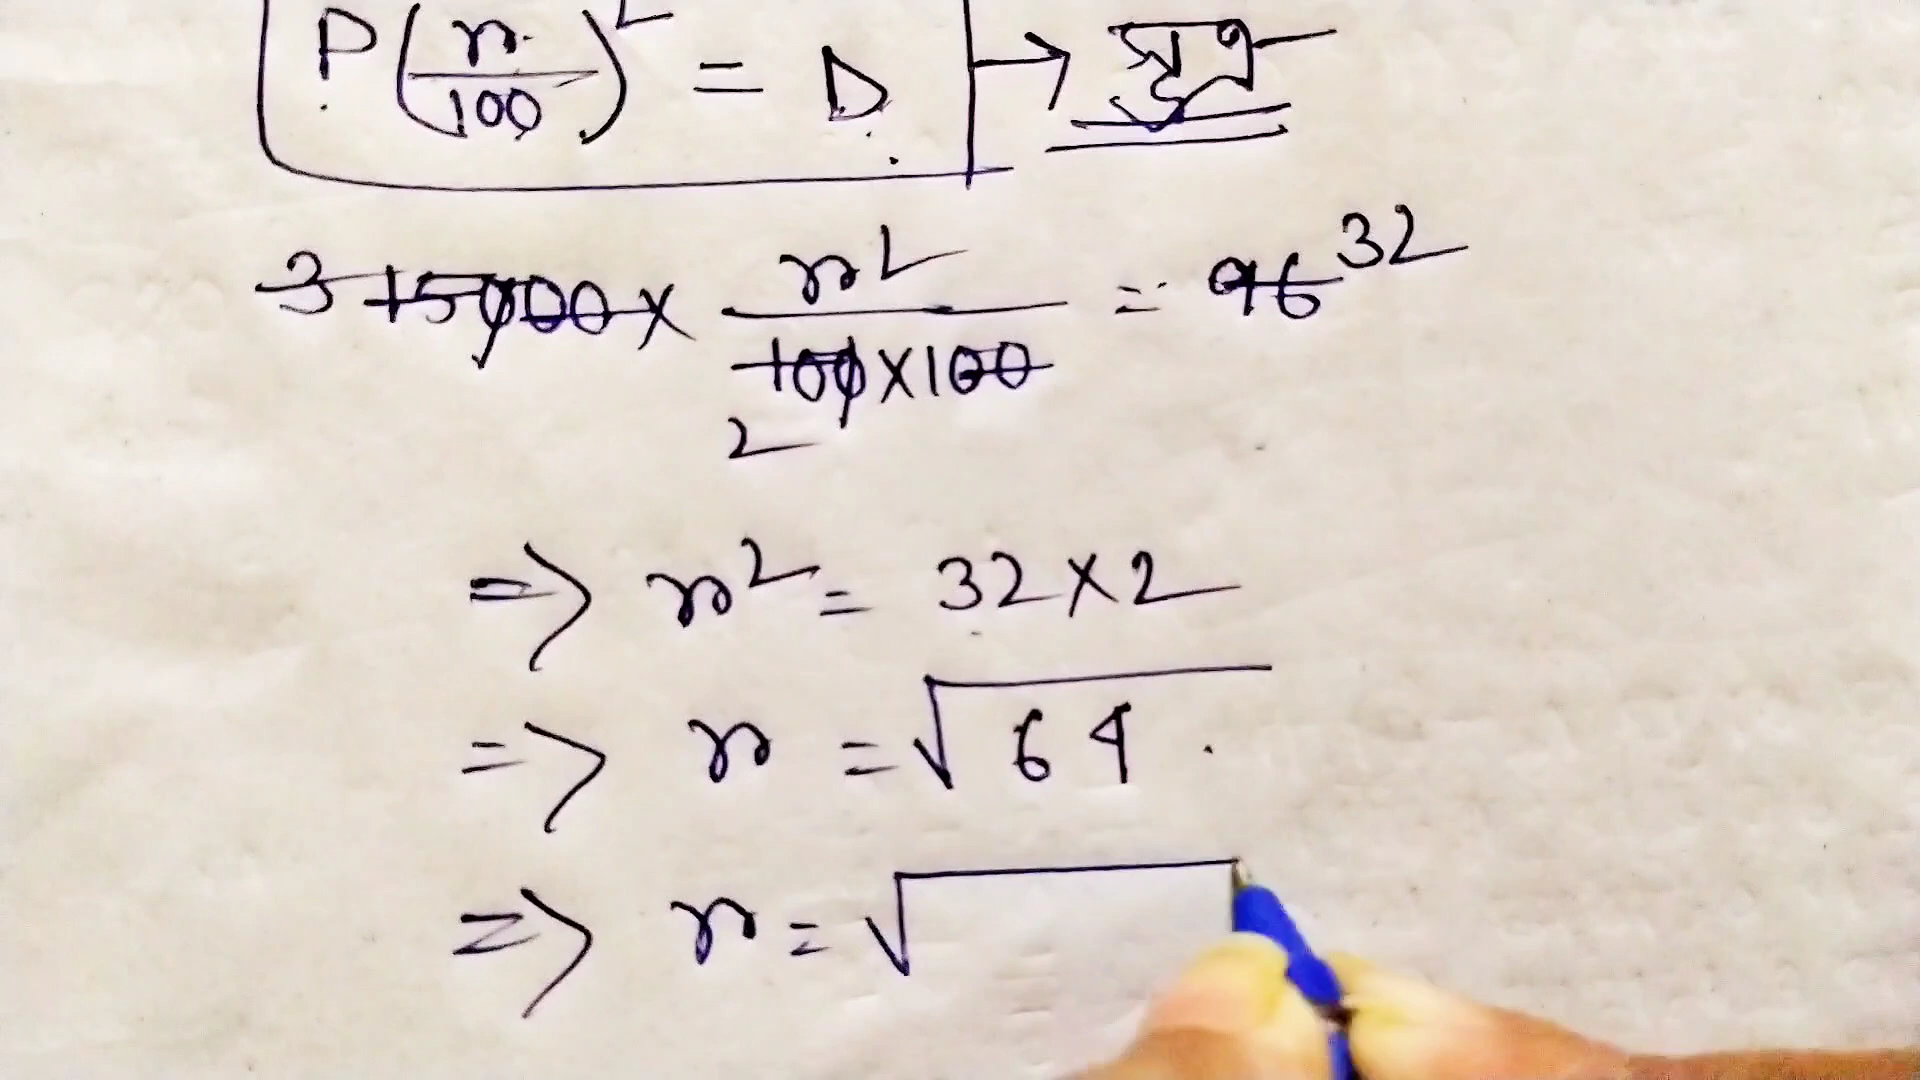 P(r/100)² = D → সূত্র
3 15000 × r²/100×100 = 96 32
2
=> r² = 32×2
=> r = √64
=> r = √